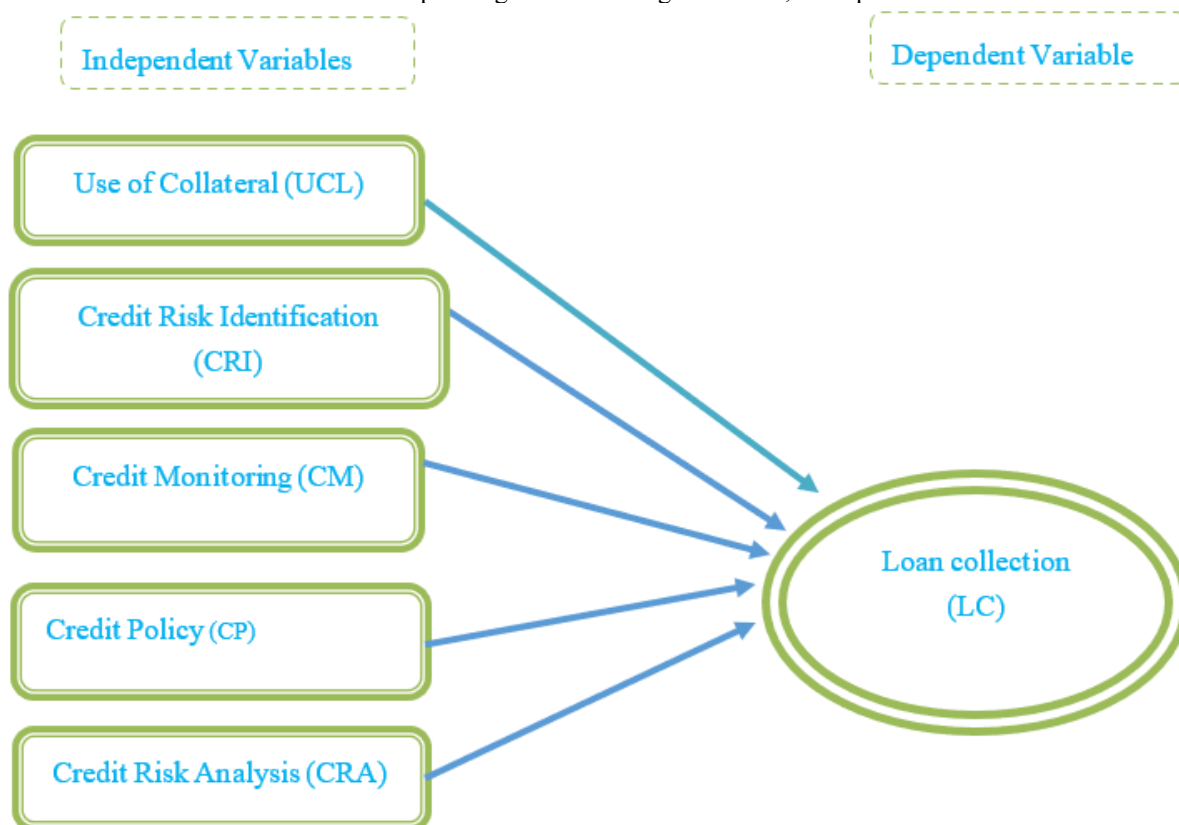 Independent Variables
Dependent Variable
Use of Collateral (UCL)
Credit Risk Identification
(CRI)
Credit Monitoring (CM)
Loan collection
(LC)
Credit Policy (CP)
Credit Risk Analysis (CRA)